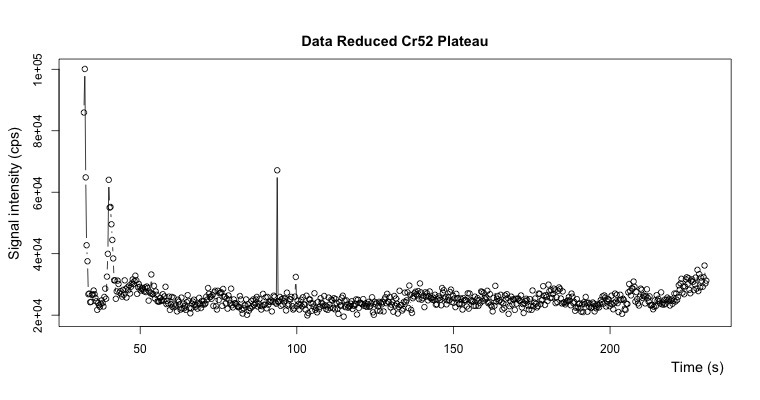 Data Reduced Cr52 Plateau
Signal intensity (cps)
1e+05
8e+04
6e+04
4e+04
2e+04
50 100 150 200
Time (s)